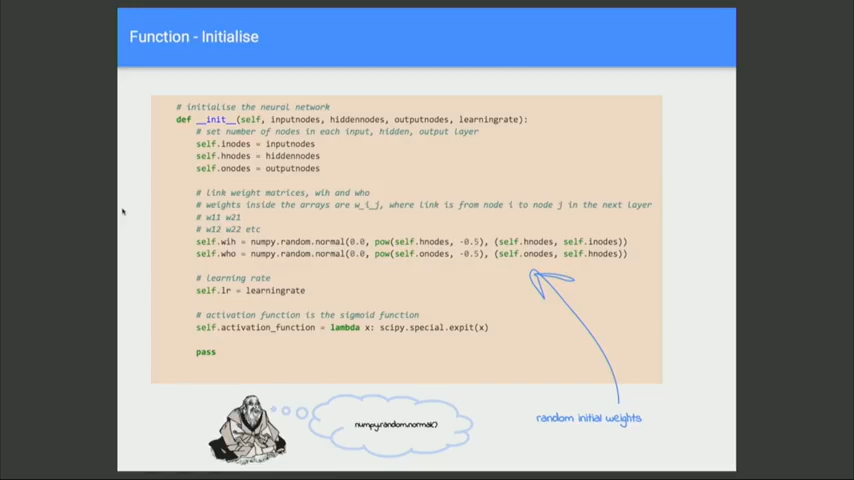 Function - Initialise
# initialise the neural network
def __init__(self, inputnodes, hiddennodes, outputnodes, learningrate):
# set number of nodes in each input, hidden, output layer
self.inodes = inputnodes
self.hnodes = hiddennodes
self.onodes = outputnodes
# link weight matrices, wih and who
# weights inside the arrays are w_i_j, where link is from node i to node j in the next layer
# w11 w21
# w12 w22 etc
self.wih = numpy.random.normal(0.0, pow(self.hnodes, -0.5), (self.hnodes, self.inodes))
self.who = numpy.random.normal(0.0, pow(self.onodes, -0.5), (self.onodes, self.hnodes))
# learning rate
self.lr = learningrate
# activation function is the sigmoid function
self.activation_function = lambda x: scipy.special.expit(x)
pass
random initial weights
numpy.random.normal()